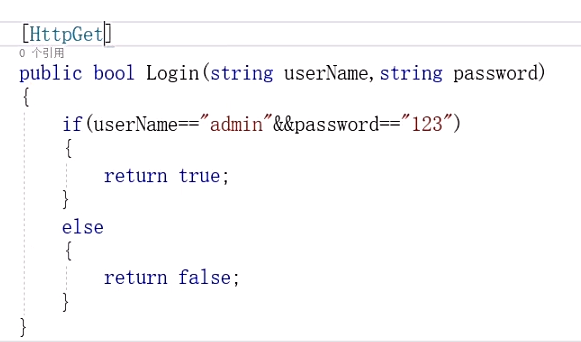 [HttpGet]
0 个引用
public bool Login(string userName,string password)
{
if(userName=="admin"&&password=="123")
{
return true;
}
else
{
return false;
}
}